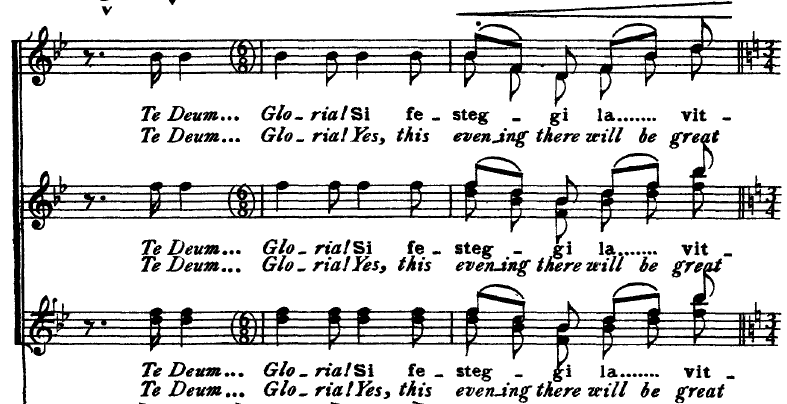 Te Deum... Glo-ria! Si fe-steg-gi la....... vit-
Te Deum... Glo-ria! Yes, this even-ing there will be great
Te Deum... Glo-ria! Si fe-steg-gi la....... vit-
Te Deum... Glo-ria! Yes, this even-ing there will be great
Te Deum... Glo-ria! Si fe-steg-gi la....... vit-
Te Deum... Glo-ria! Yes, this even-ing there will be great